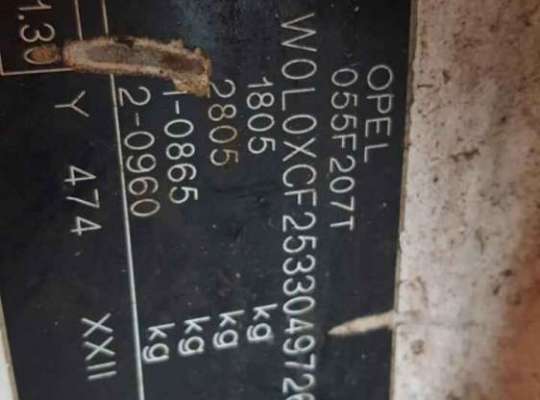 OPEL
055F207T
W0L0XCF2533049726
1805 kg
2805 kg
1-0865 kg
2-0960 kg
Y 474 XXII
1.30